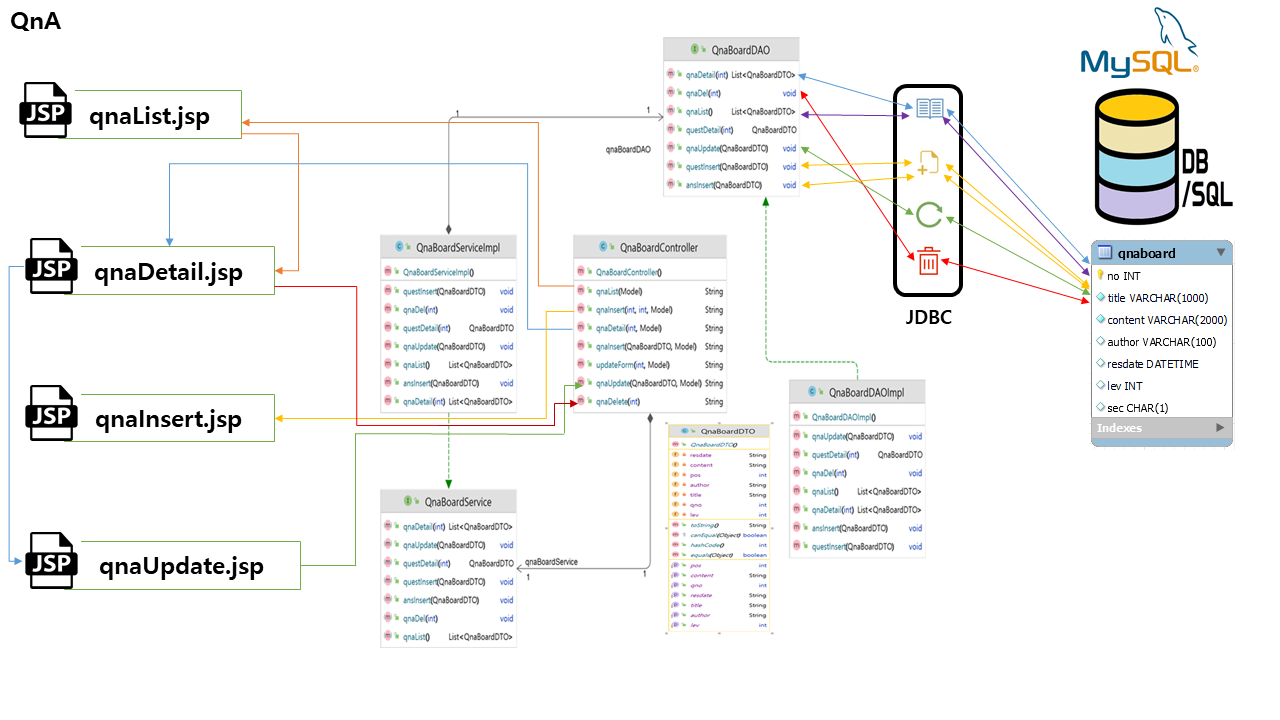 QnA
JSP
qnaList.jsp
JSP
qnaDetail.jsp
JSP
qnaInsert.jsp
JSP
qnaUpdate.jsp
QnaBoardServiceImpl
QnaBoardServiceImpl()
questInsert(QnaBoardDTO) void
qnaDel(int) void
questDetail(int) QnaBoardDTO
qnaUpdate(QnaBoardDTO) void
qnaList() List<QnaBoardDTO>
ansInsert(QnaBoardDTO) void
qnaDetail(int) List<QnaBoardDTO>
QnaBoardService
qnaDetail(int) List<QnaBoardDTO>
qnaUpdate(QnaBoardDTO) void
questDetail(int) QnaBoardDTO
questInsert(QnaBoardDTO) void
ansInsert(QnaBoardDTO) void
qnaDel(int) void
qnaList() List<QnaBoardDTO>
QnaBoardController
QnaBoardController()
qnaList(Model) String
qnaInsert(int, int, Model) String
qnaDetail(int, Model) String
qnaInsert(QnaBoardDTO, Model) String
updateForm(int, Model) String
qnaUpdate(QnaBoardDTO, Model) String
qnaDelete(int) String
1
1
qnaBoardDAO
qnaBoardService
1
1
QnaBoardDAO
qnaDetail(int) List<QnaBoardDTO>
qnaDel(int) void
qnaList() List<QnaBoardDTO>
questDetail(int) QnaBoardDTO
qnaUpdate(QnaBoardDTO) void
questInsert(QnaBoardDTO) void
ansInsert(QnaBoardDTO) void
QnaBoardDTO
QnaBoardDTO()
resdate String
content String
pos int
author String
title String
qno int
lev int
toString() String
canEqual(Object) boolean
hashCode() int
equals(Object) boolean
pos int
content String
qno int
resdate String
title String
author String
lev int
QnaBoardDAOImpl
QnaBoardDAOImpl()
qnaUpdate(QnaBoardDTO) void
questDetail(int) QnaBoardDTO
qnaDel(int) void
qnaList() List<QnaBoardDTO>
qnaDetail(int) List<QnaBoardDTO>
ansInsert(QnaBoardDTO) void
questInsert(QnaBoardDTO) void
JDBC
MySQL®
DB
/SQL
qnaboard
no INT
title VARCHAR(1000)
content VARCHAR(2000)
author VARCHAR(100)
resdate DATETIME
lev INT
sec CHAR(1)
Indexes